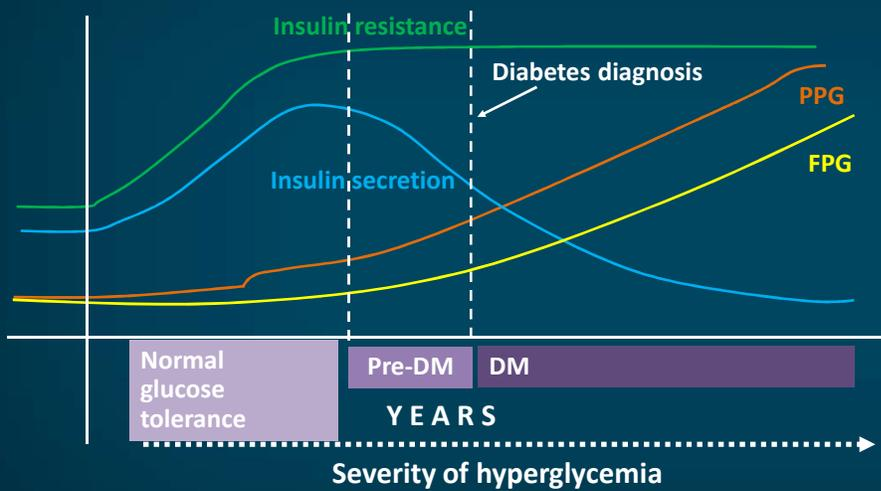 Insulin resistance
Diabetes diagnosis
PPG
FPG
Insulin secretion
Normal
glucose
tolerance
Pre-DM
DM
YEARS
Severity of hyperglycemia